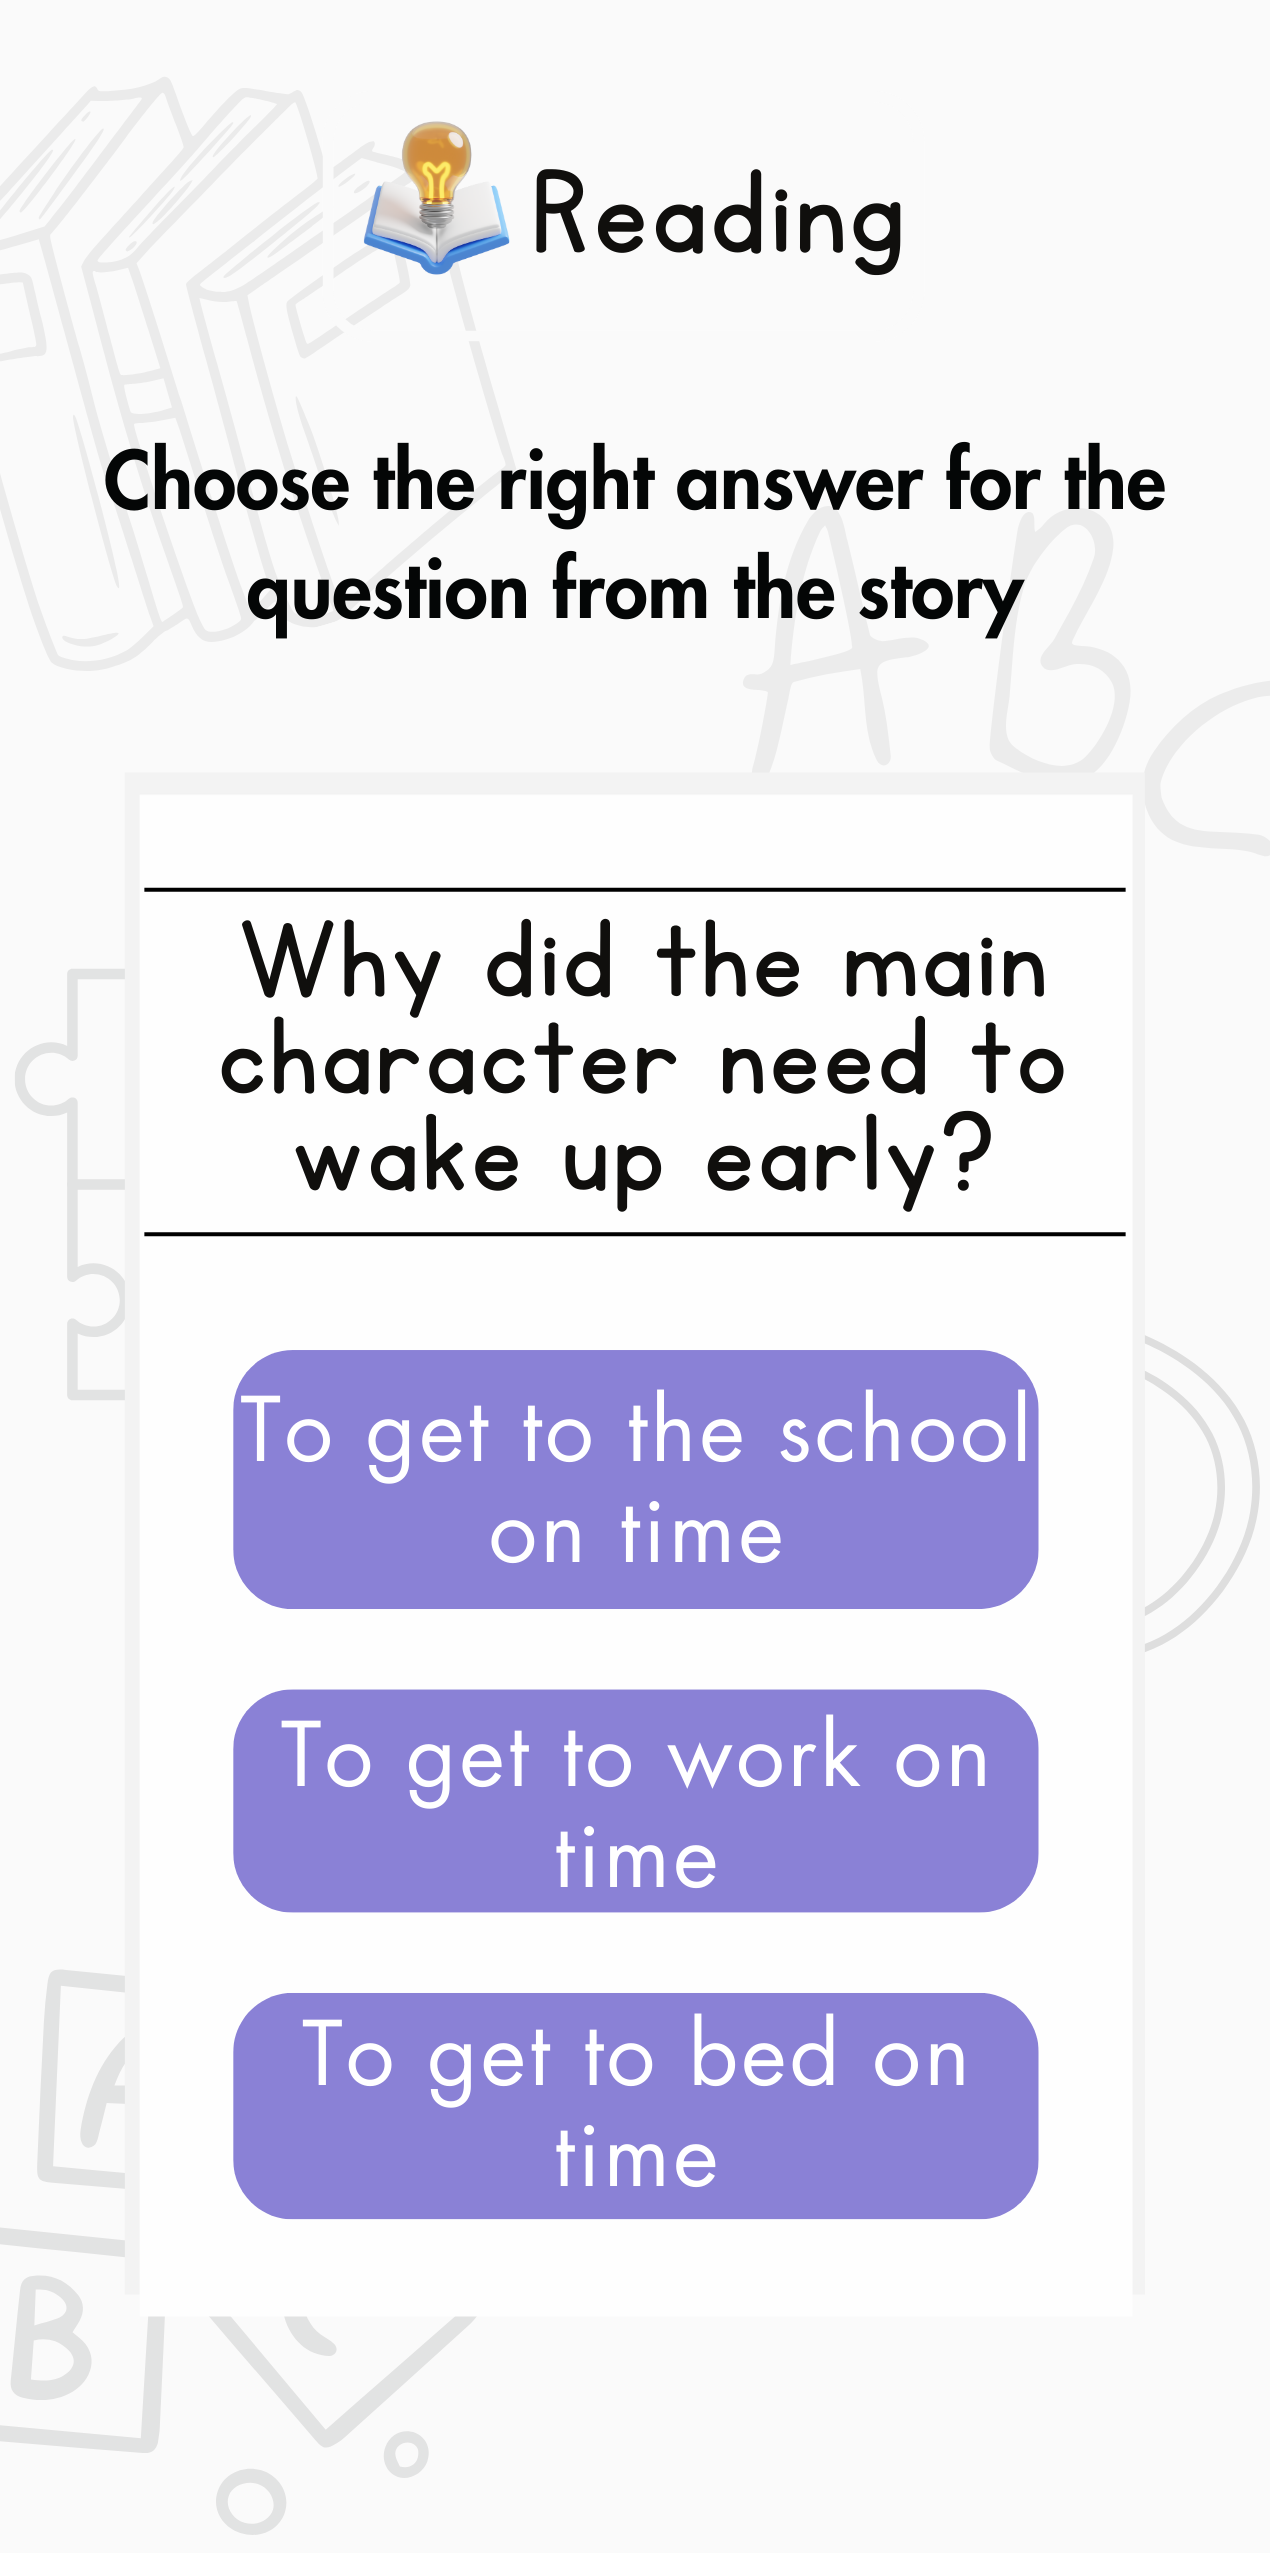 Reading
Choose the right answer for the
question from the story
Why did the main
character need to
wake up early?
To get to the school
on time
To get to work on
time
To get to bed on
time
A B
A
B